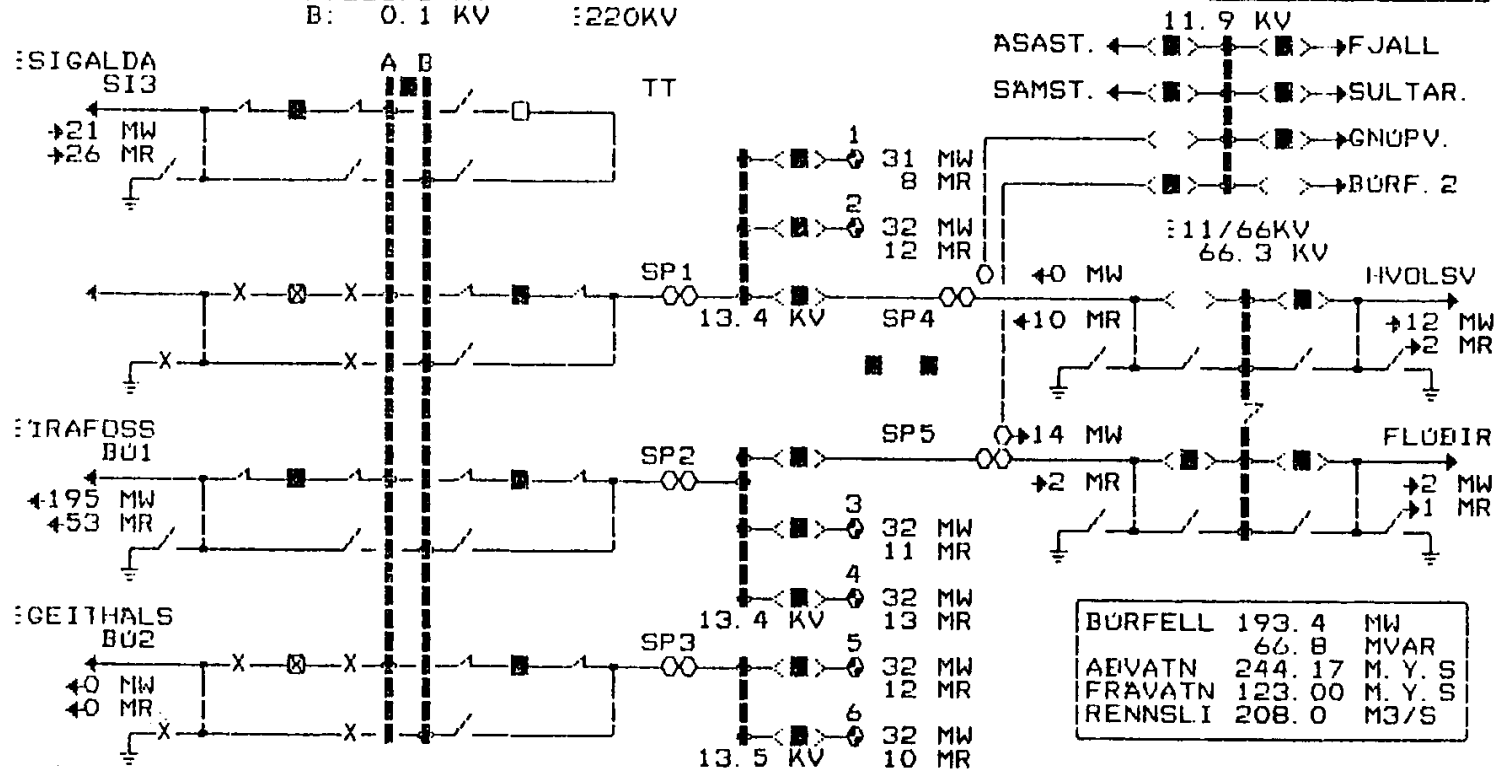 B: 0.1 KV
220KV
11.9 KV
ASAST.
FJALL
SIGALDA
SI3
A B
TT
SAMST.
SULTAR.
21 MW
26 MR
1
31 MW
8 MR
GNUPV.
BURF. 2
2
32 MW
12 MR
11/66KV
66.3 KV
SP1
0 MW
HVOLSV
13.4 KV
SP4
10 MR
12 MW
2 MR
IRAFOSS
BU1
SP5
14 MW
FLUBIR
SP2
195 MW
53 MR
2 MR
2 MW
1 MR
3
32 MW
11 MR
4
32 MW
13 MR
13.4 KV
GEITHALS
BU2
SP3
5
32 MW
12 MR
0 MW
0 MR
6
32 MW
10 MR
13.5 KV
BURFELL 193.4 MW
66.8 MVAR
ABVATN 244.17 M.Y.S
FRAVATN 123.00 M.Y.S
RENNSLI 208.0 M3/S